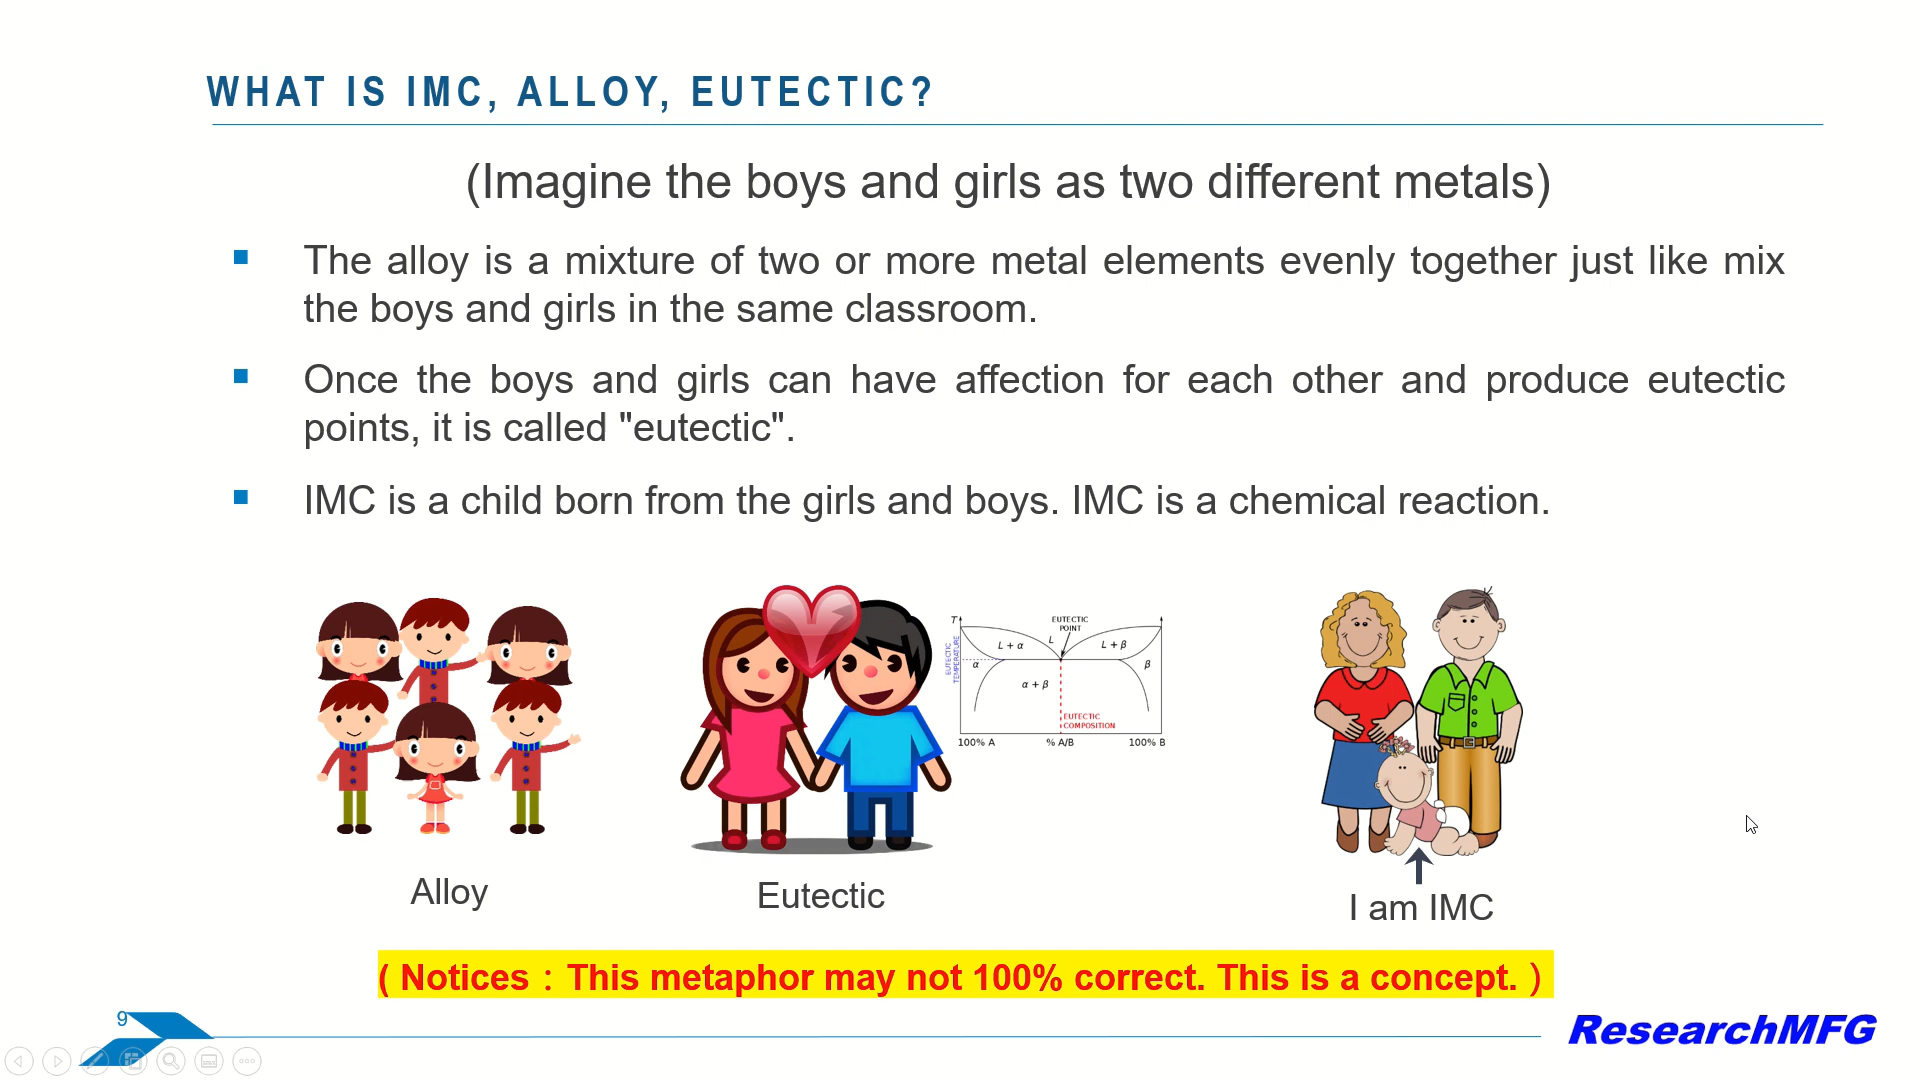 WHAT IS IMC, ALLOY, EUTECTIC?
(Imagine the boys and girls as two different metals)
The alloy is a mixture of two or more metal elements evenly together just like mix
the boys and girls in the same classroom.
Once the boys and girls can have affection for each other and produce eutectic
points, it is called "eutectic".
IMC is a child born from the girls and boys. IMC is a chemical reaction.
T
EUTECTIC
POINT
L
L + α
L + β
EUTECTIC
TEMPERATURE
α
β
α + β
EUTECTIC
COMPOSITION
100% A
% A/B
100% B
Alloy
Eutectic
I am IMC
( Notices：This metaphor may not 100% correct. This is a concept. )
9
ResearchMFG